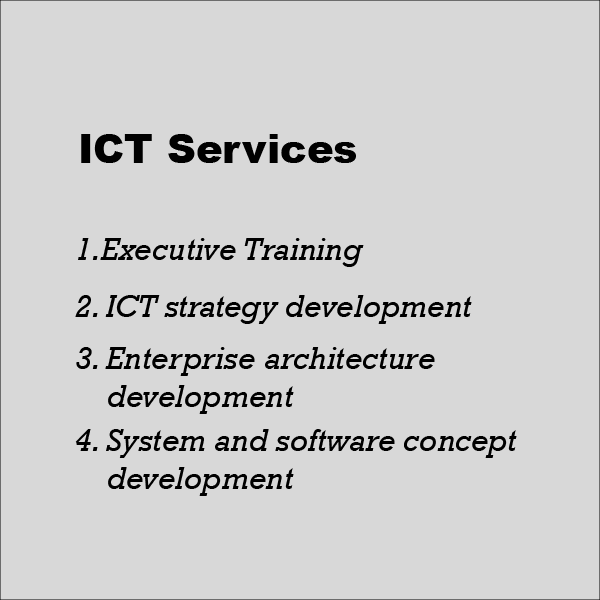 ICT Services
1.Executive Training
2. ICT strategy development
3. Enterprise architecture
development
4. System and software concept
development